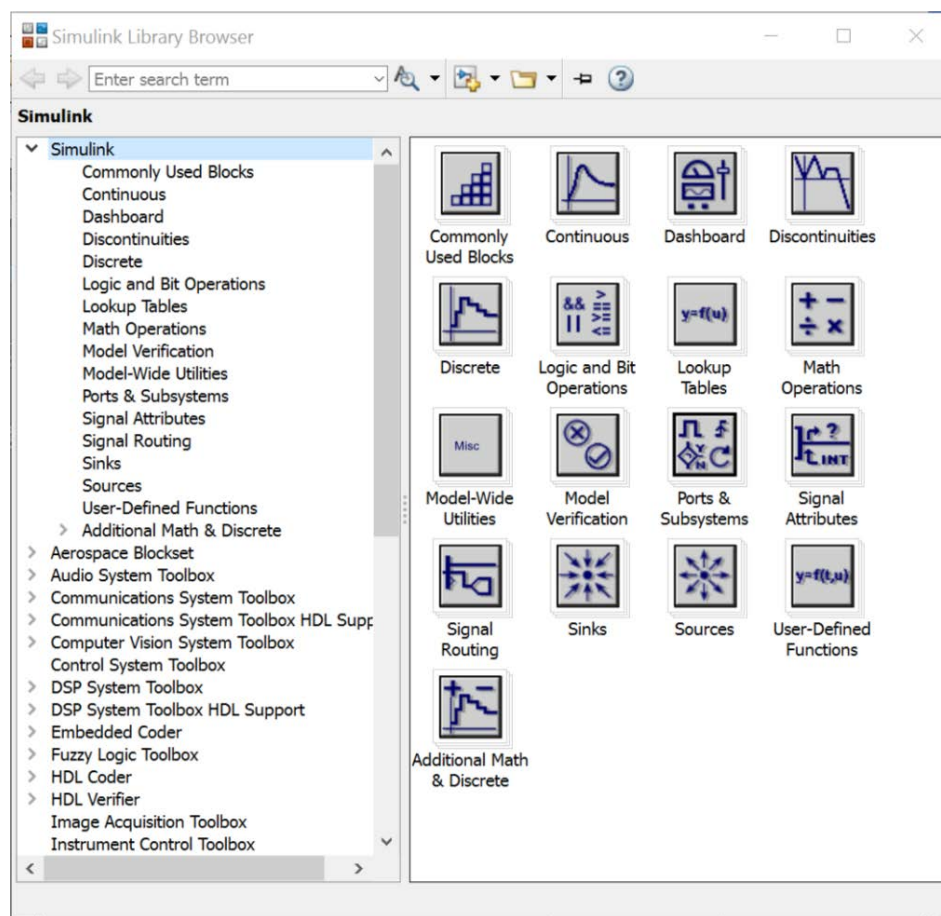 Simulink Library Browser
Enter search term
Simulink
Simulink
Commonly Used Blocks
Continuous
Dashboard
Discontinuities
Discrete
Logic and Bit Operations
Lookup Tables
Math Operations
Model Verification
Model-Wide Utilities
Ports & Subsystems
Signal Attributes
Signal Routing
Sinks
Sources
User-Defined Functions
Additional Math & Discrete
Aerospace Blockset
Audio System Toolbox
Communications System Toolbox
Communications System Toolbox HDL Supp
Computer Vision System Toolbox
Control System Toolbox
DSP System Toolbox
DSP System Toolbox HDL Support
Embedded Coder
Fuzzy Logic Toolbox
HDL Coder
HDL Verifier
Image Acquisition Toolbox
Instrument Control Toolbox
Commonly
Used Blocks
Continuous
Dashboard
Discontinuities
&& >
|| >=
<=
y=f(u)
+ −
÷ ×
Discrete
Logic and Bit
Operations
Lookup
Tables
Math
Operations
Misc
Y
N
?
INT
Model-Wide
Utilities
Model
Verification
Ports &
Subsystems
Signal
Attributes
y=f(t,u)
Signal
Routing
Sinks
Sources
User-Defined
Functions
+ −
Additional Math
& Discrete